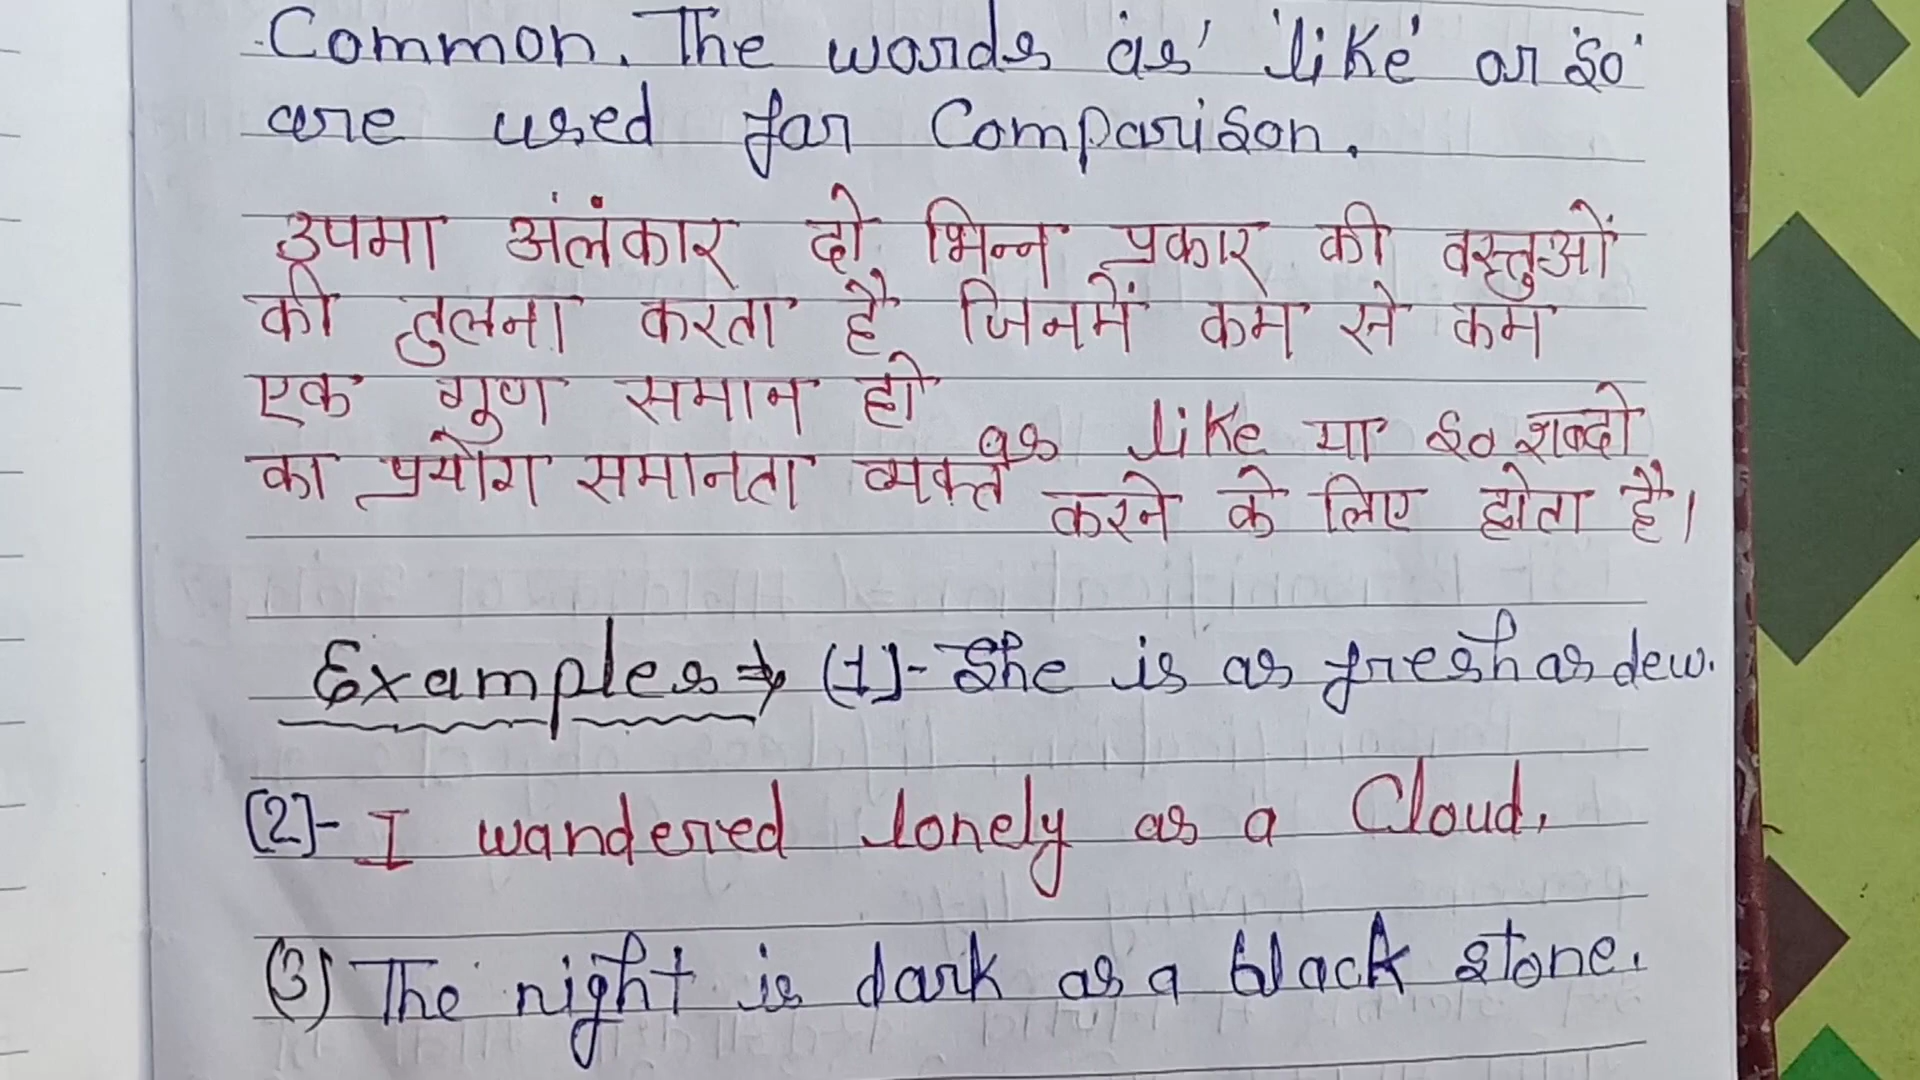 Common. The words 'as' 'like' or 'so'
are used for Comparison.
उपमा अंलंकार दो भिन्न प्रकार की वस्तुओं
की तुलना करता है जिनमें कम से कम
एक गुण समान हो as like या so शब्दो
का प्रयोग समानता व्यक्त करने के लिए होता है।
Examples → (1)- She is as fresh as dew.
(2)- I wandered lonely as a Cloud.
(3) The night is dark as a black stone.